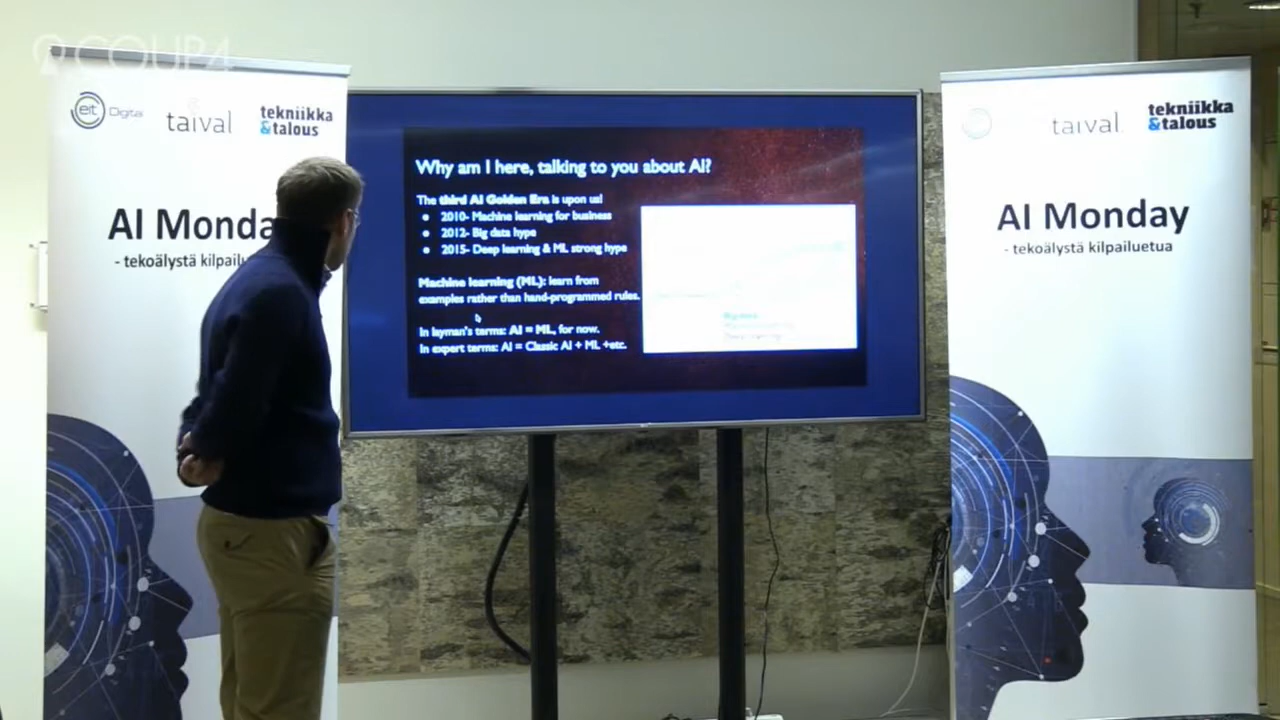 COUP4
eit Digital
taival
tekniikka
&talous
AI Monda
- tekoälystä kilpailu
Why am I here, talking to you about AI?
The third AI Golden Era is upon us!
● 2010- Machine learning for business
● 2012- Big data hype
● 2015- Deep learning & ML strong hype
Machine learning (ML): learn from
examples rather than hand-programmed rules.
In layman's terms: AI = ML, for now.
In expert terms: AI = Classic AI + ML +etc.
taival
tekniikka
&talous
AI Monday
- tekoälystä kilpailuetua